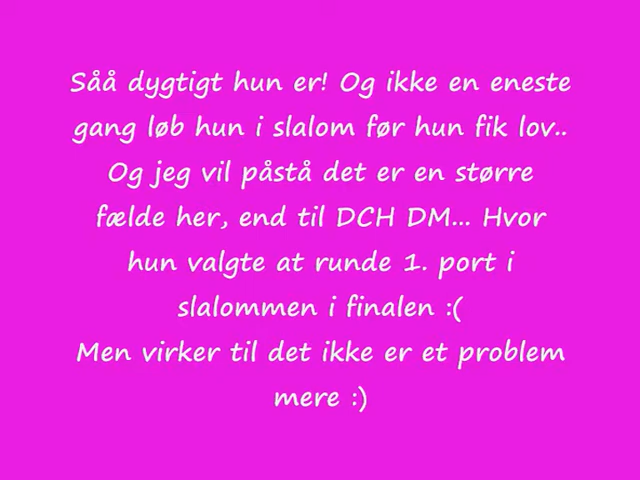 Såå dygtigt hun er! Og ikke en eneste
gang løb hun i slalom før hun fik lov..
Og jeg vil påstå det er en større
fælde her, end til DCH DM... Hvor
hun valgte at runde 1. port i
slalommen i finalen :(
Men virker til det ikke er et problem
mere :)